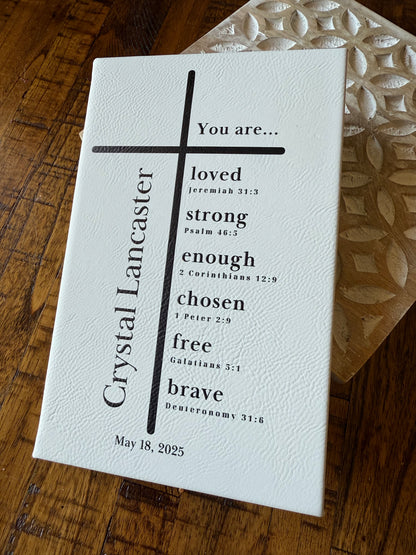 You are...
loved
Jeremiah 31:3
strong
Psalm 46:5
enough
2 Corinthians 12:9
chosen
1 Peter 2:9
free
Galatians 5:1
brave
Deuteronomy 31:6
Crystal Lancaster
May 18, 2025